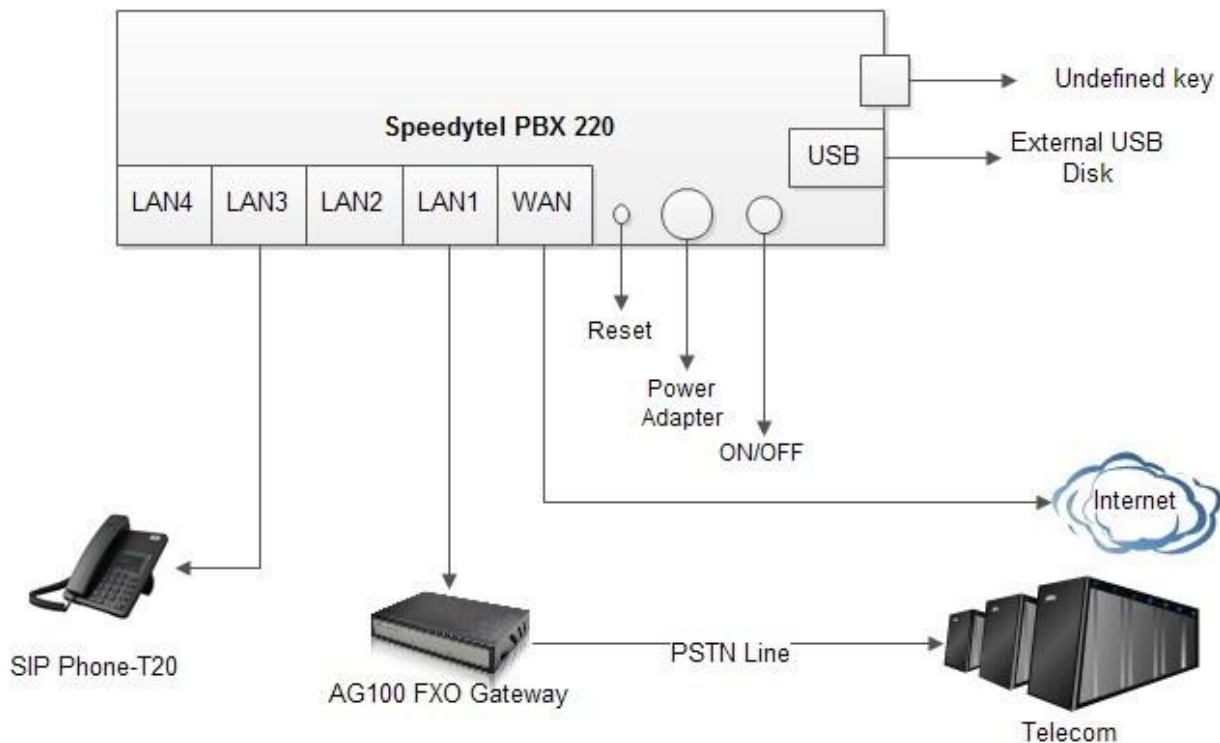 Undefined key
Speedytel PBX 220
USB
External USB
Disk
LAN4
LAN3
LAN2
LAN1
WAN
Reset
Power
Adapter
ON/OFF
Internet
SIP Phone-T20
AG100 FXO Gateway
PSTN Line
Telecom